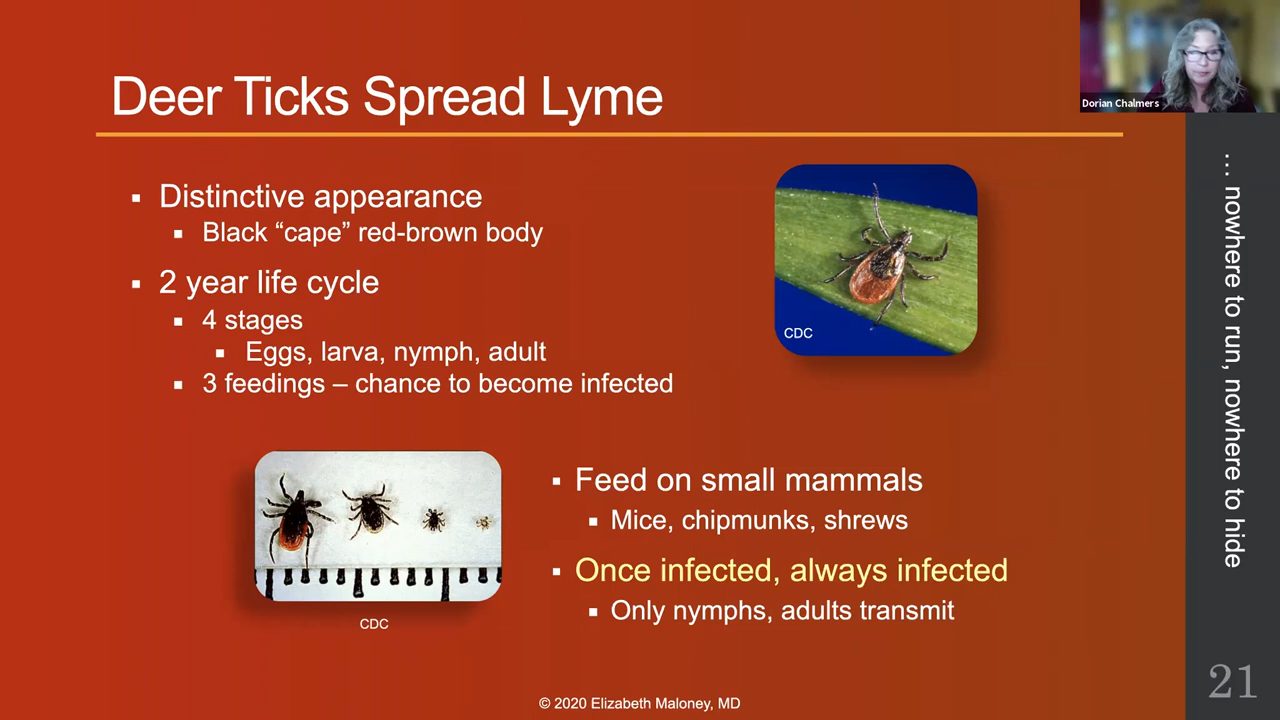 Deer Ticks Spread Lyme
Dorian Chalmers
Distinctive appearance
Black “cape” red-brown body
2 year life cycle
4 stages
Eggs, larva, nymph, adult
3 feedings – chance to become infected
CDC
CDC
Feed on small mammals
Mice, chipmunks, shrews
Once infected, always infected
Only nymphs, adults transmit
... nowhere to run, nowhere to hide
21
© 2020 Elizabeth Maloney, MD